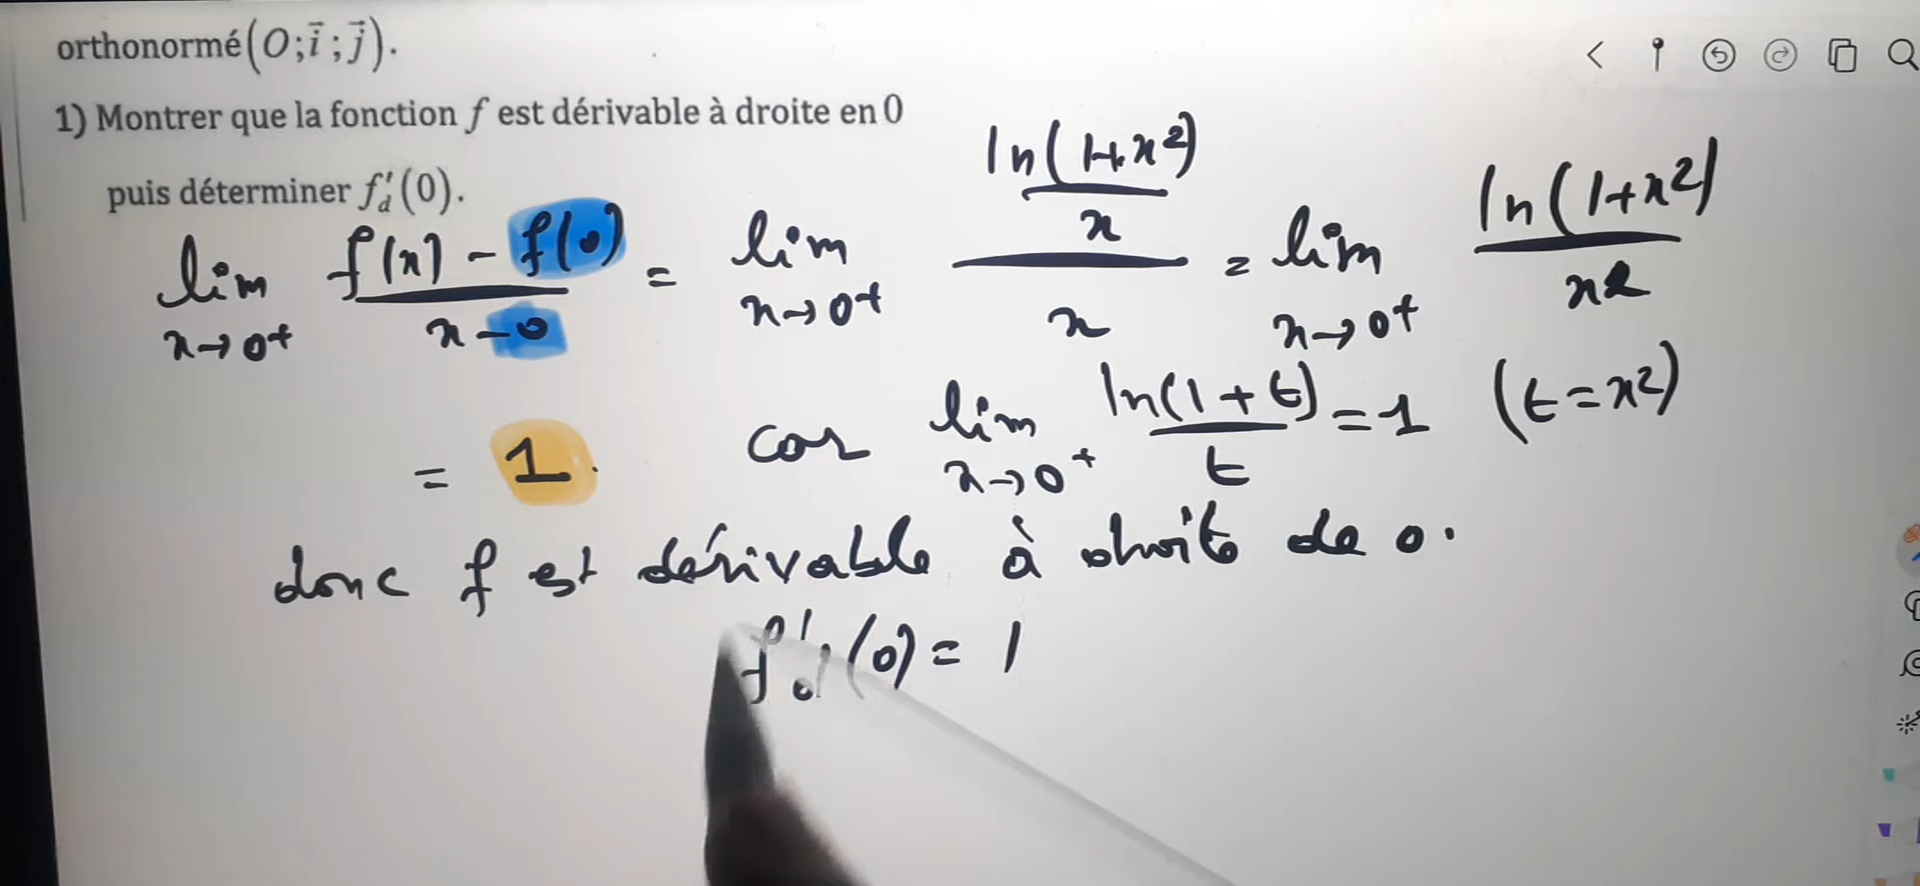 orthonormé(O;i⃗ ;j⃗).
1) Montrer que la fonction f est dérivable à droite en 0
puis déterminer f'd(0).
lim x→0+ (f(x) - f(0))/(x - 0) = lim x→0+ (ln(1+x²)/x)/x = lim x→0+ ln(1+x²)/x²
= 1. car lim x→0+ ln(1+t)/t = 1 (t=x²)
donc f est dérivable à droite de 0.
f'd(0) = 1